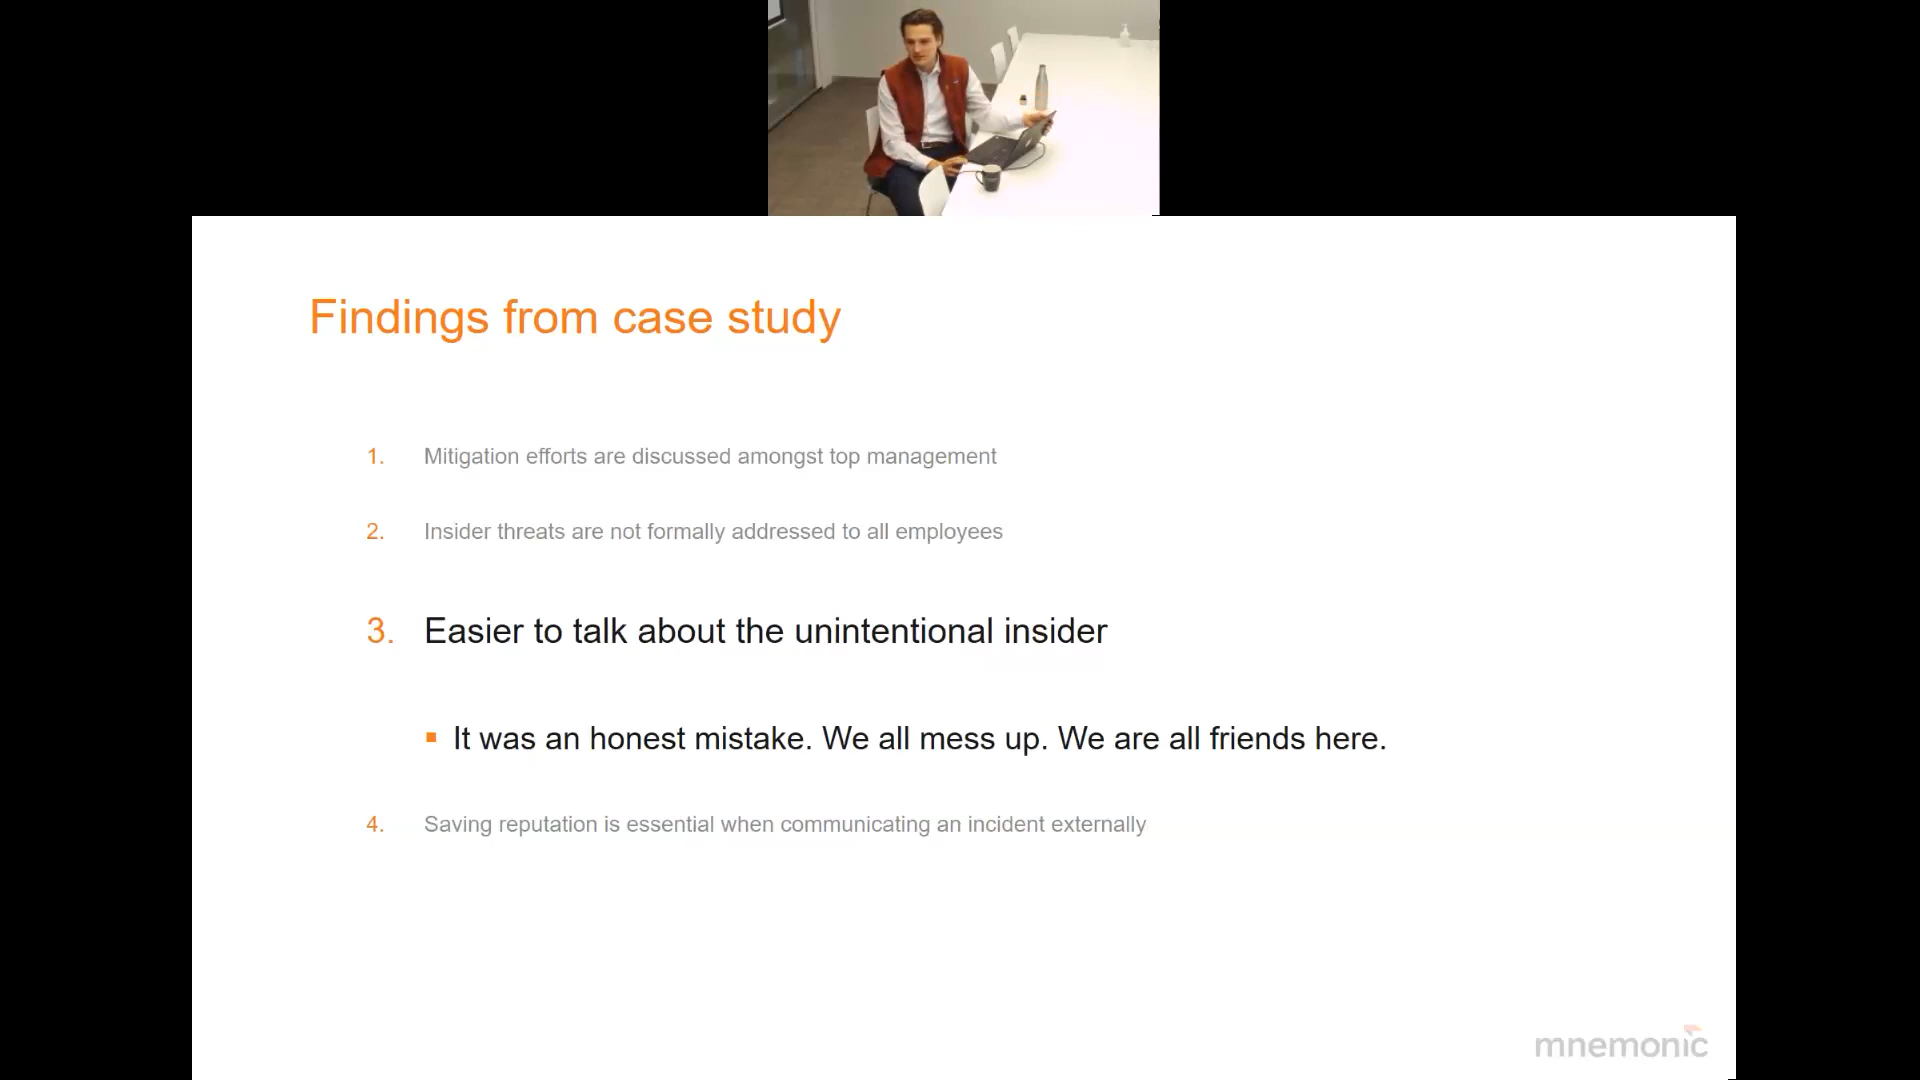 Findings from case study
1. Mitigation efforts are discussed amongst top management
2. Insider threats are not formally addressed to all employees
3. Easier to talk about the unintentional insider
▪ It was an honest mistake. We all mess up. We are all friends here.
4. Saving reputation is essential when communicating an incident externally
mnemonic